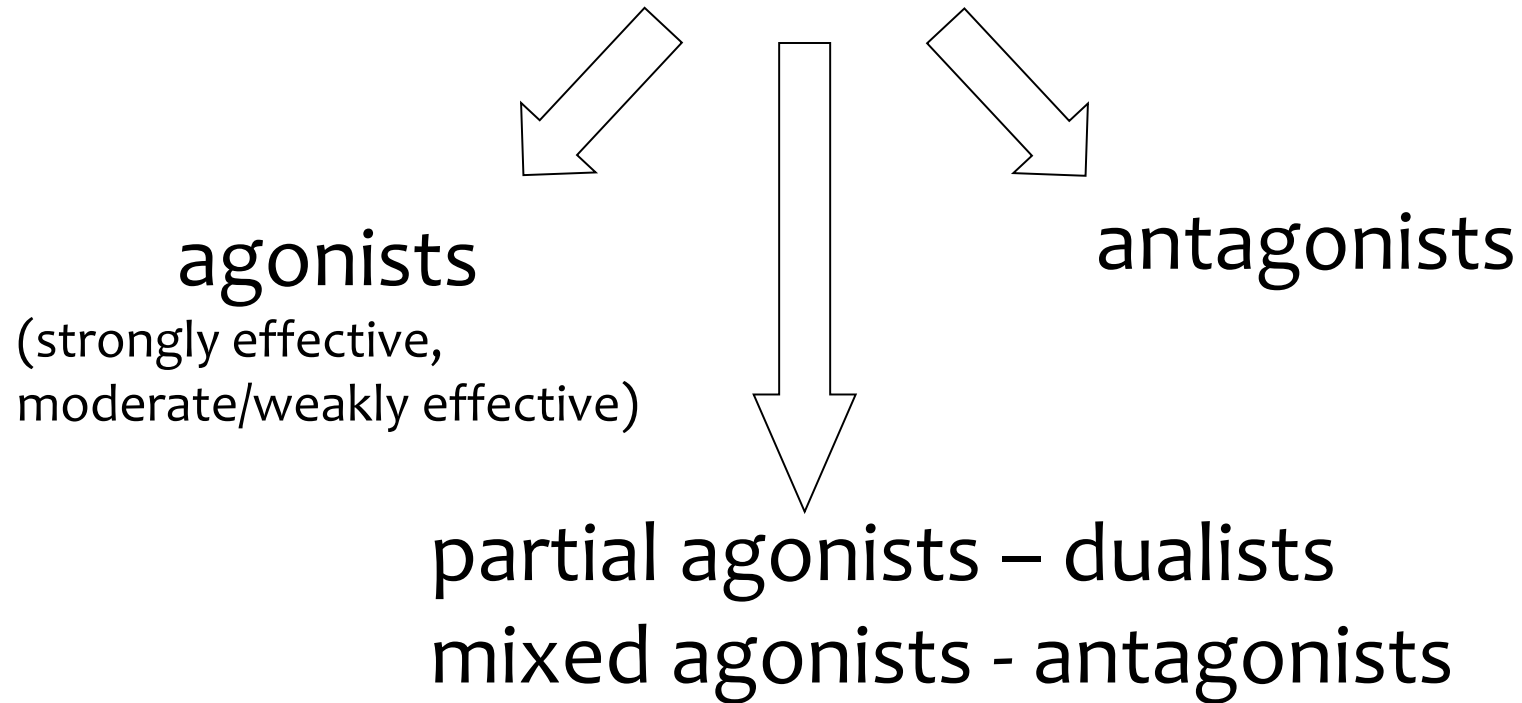 agonists
(strongly effective,
moderate/weakly effective)
antagonists
partial agonists – dualists
mixed agonists - antagonists